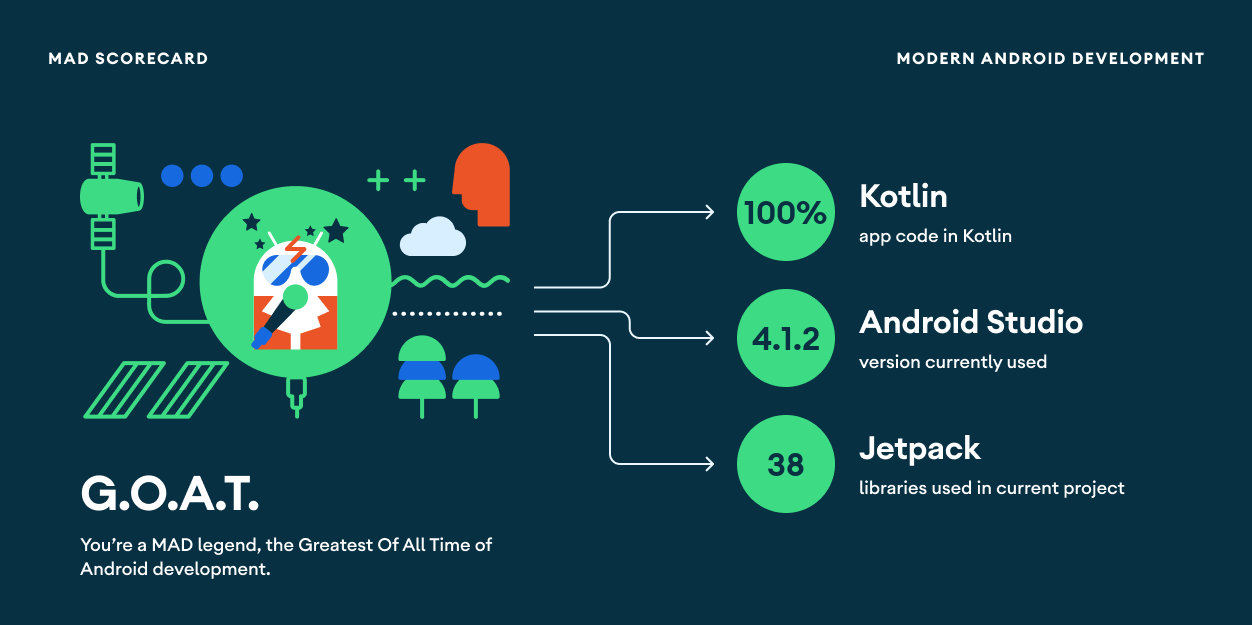 MAD SCORECARD
MODERN ANDROID DEVELOPMENT
G.O.A.T.
You’re a MAD legend, the Greatest Of All Time of
Android development.
100%
Kotlin
app code in Kotlin
4.1.2
Android Studio
version currently used
38
Jetpack
libraries used in current project